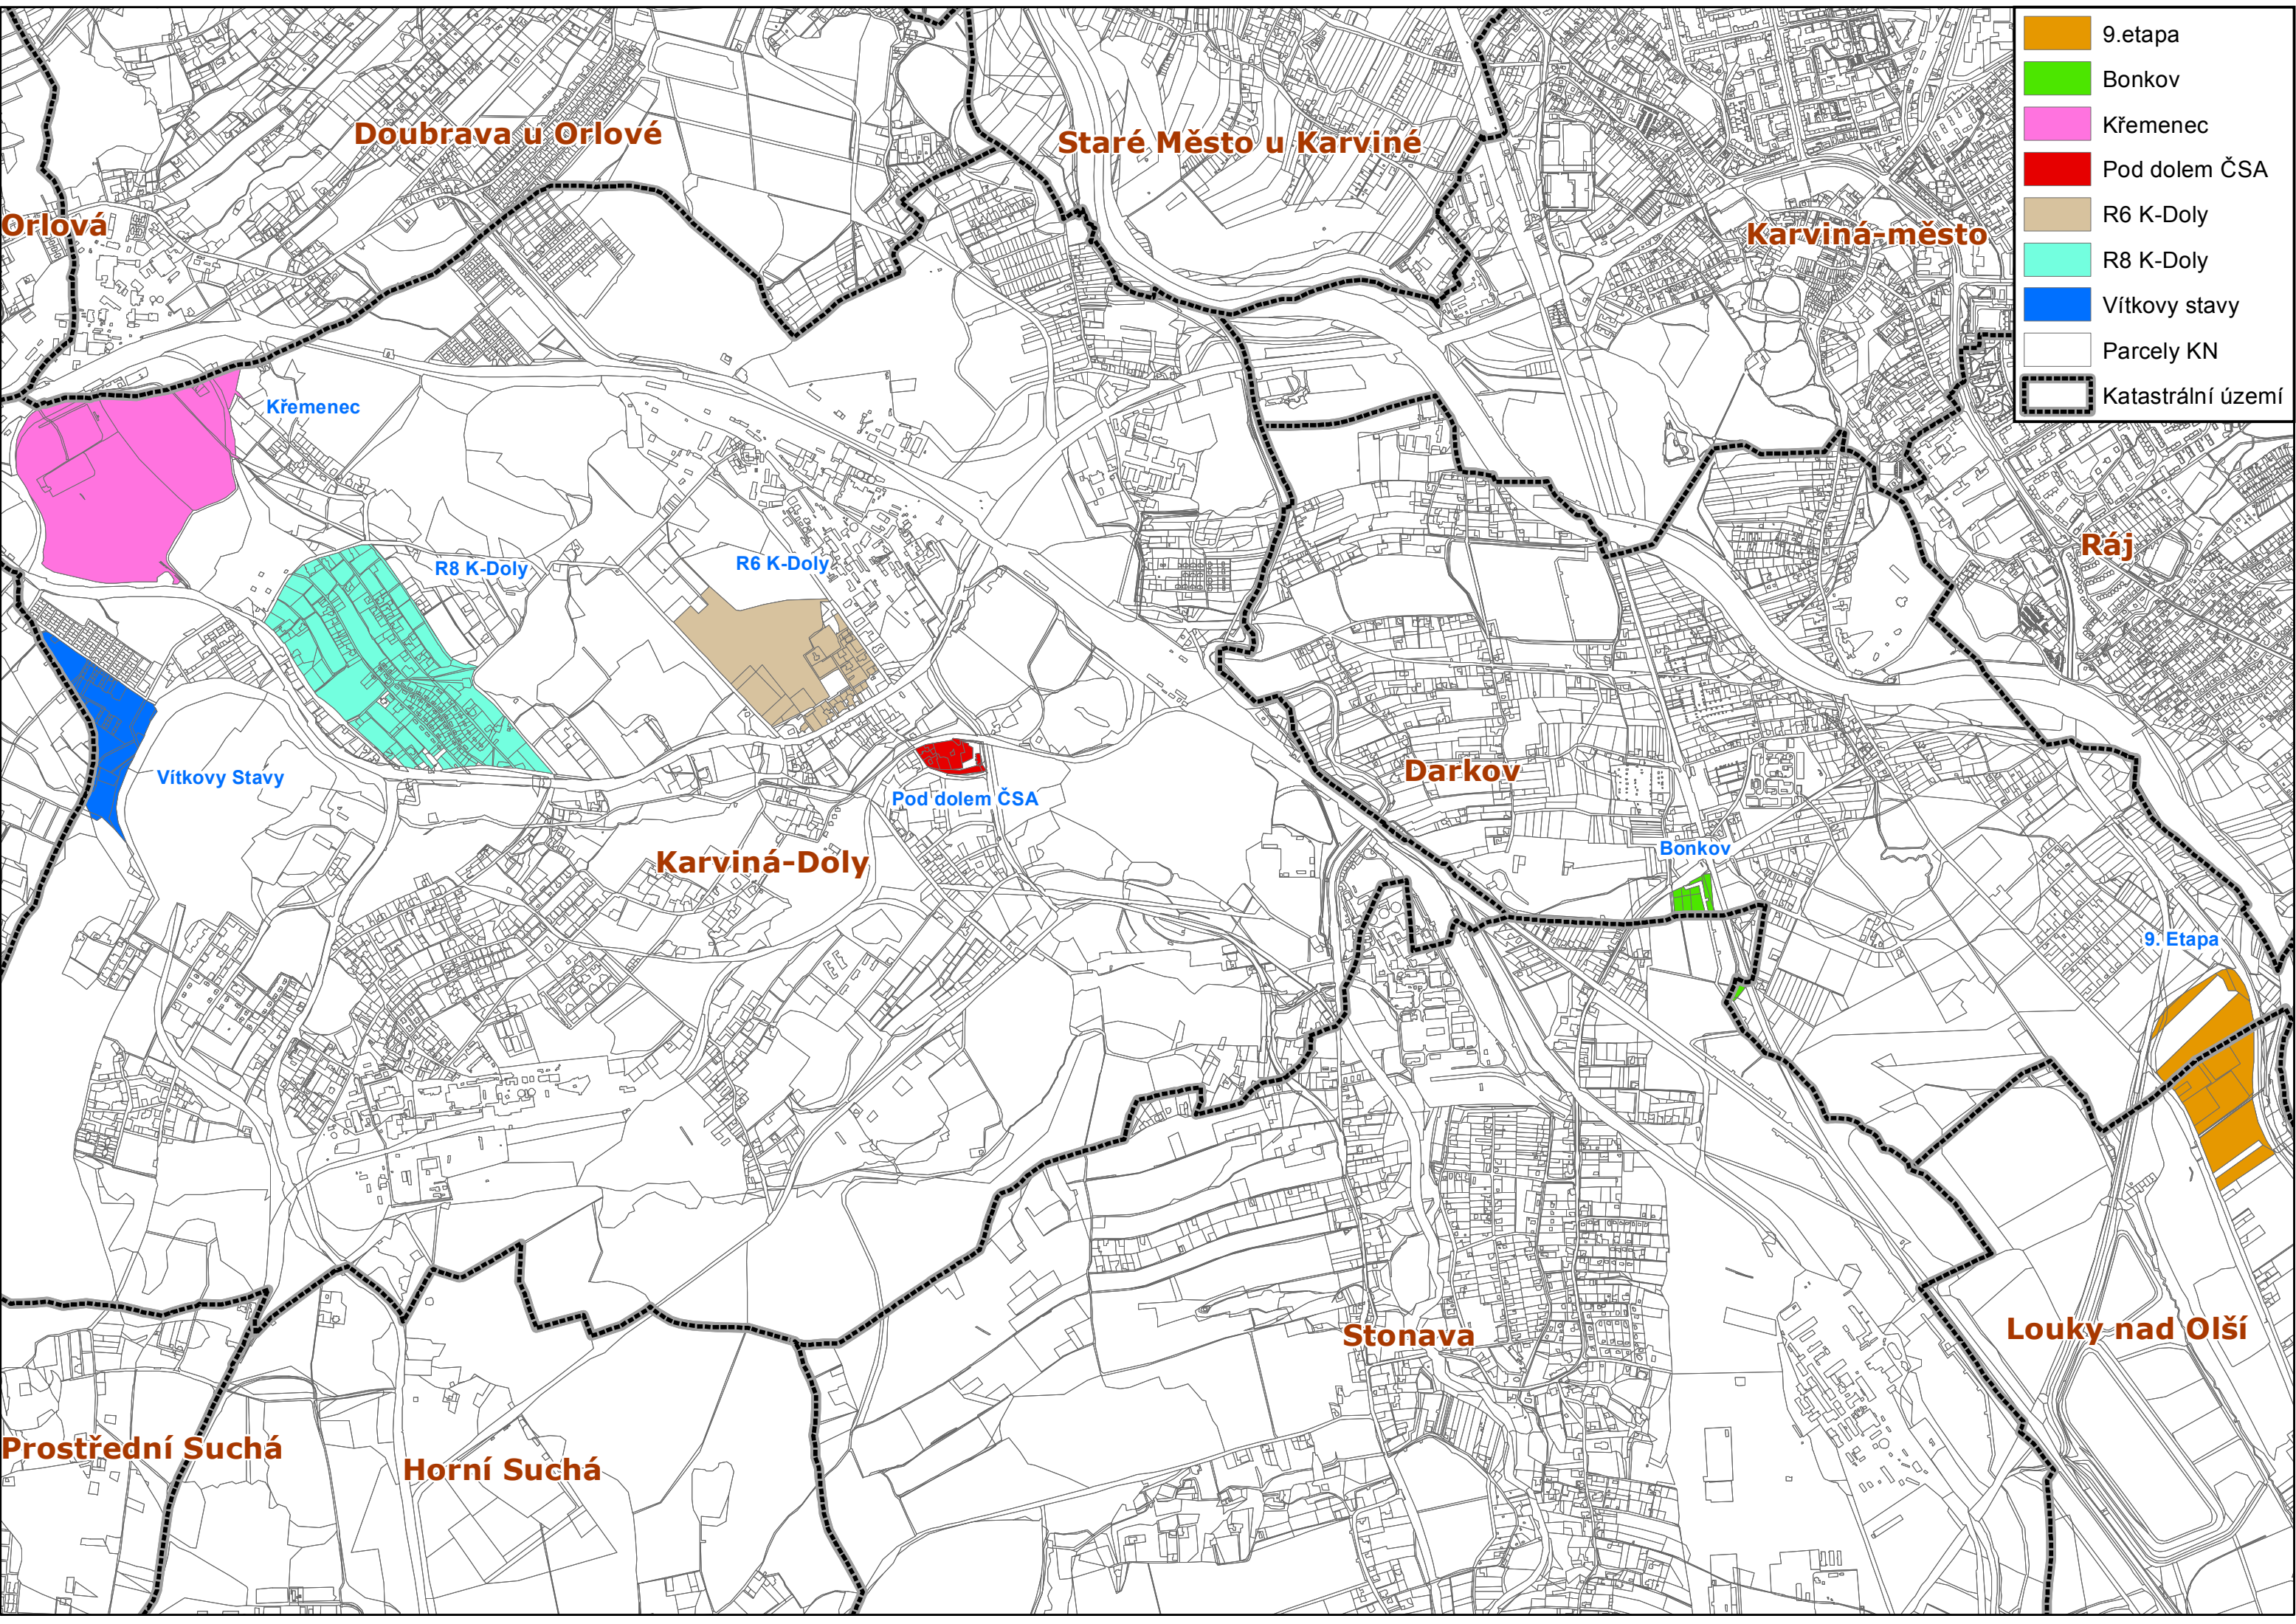 9.etapa
Bonkov
Křemenec
Pod dolem ČSA
R6 K-Doly
R8 K-Doly
Vítkovy stavy
Parcely KN
Katastrální území
Doubrava u Orlové
Staré Město u Karviné
Orlová
Karviná-město
Křemenec
Ráj
R8 K-Doly
R6 K-Doly
Vítkovy Stavy
Darkov
Pod dolem ČSA
Bonkov
Karviná-Doly
9. Etapa
Louky nad Olší
Stonava
Prostřední Suchá
Horní Suchá